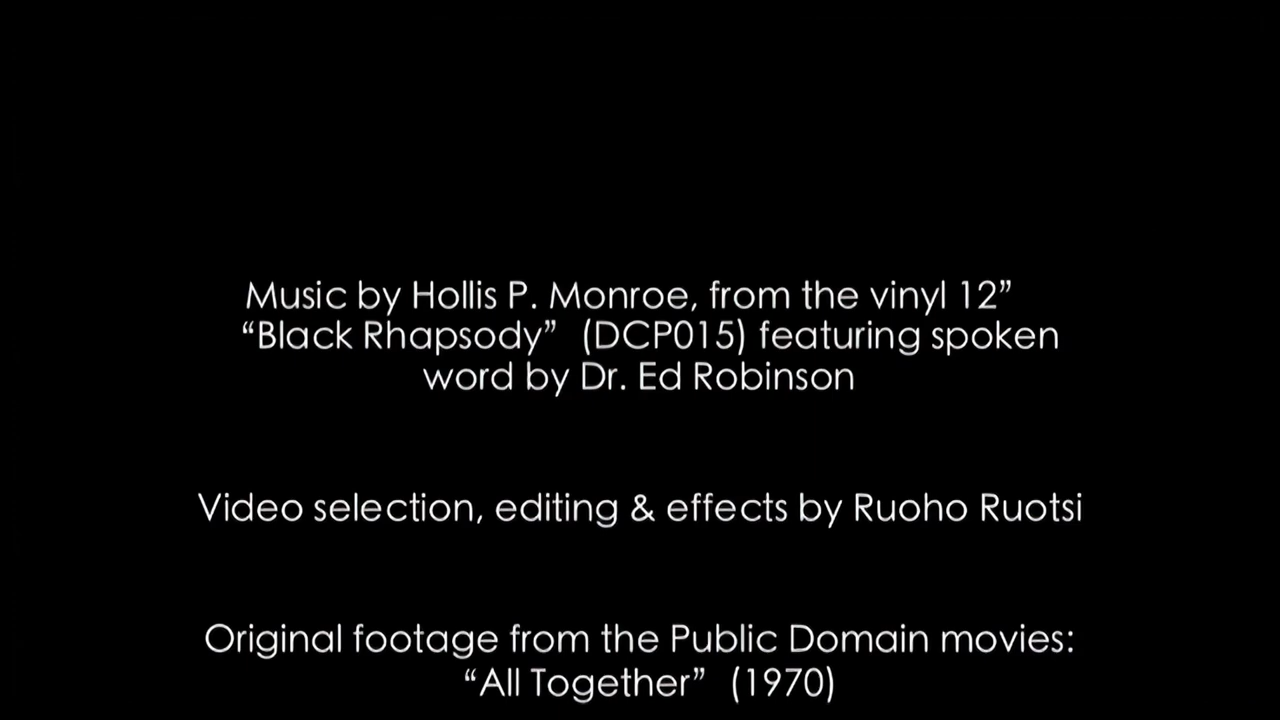 Music by Hollis P. Monroe, from the vinyl 12”
“Black Rhapsody” (DCP015) featuring spoken
word by Dr. Ed Robinson
Video selection, editing & effects by Ruoho Ruotsi
Original footage from the Public Domain movies:
“All Together” (1970)